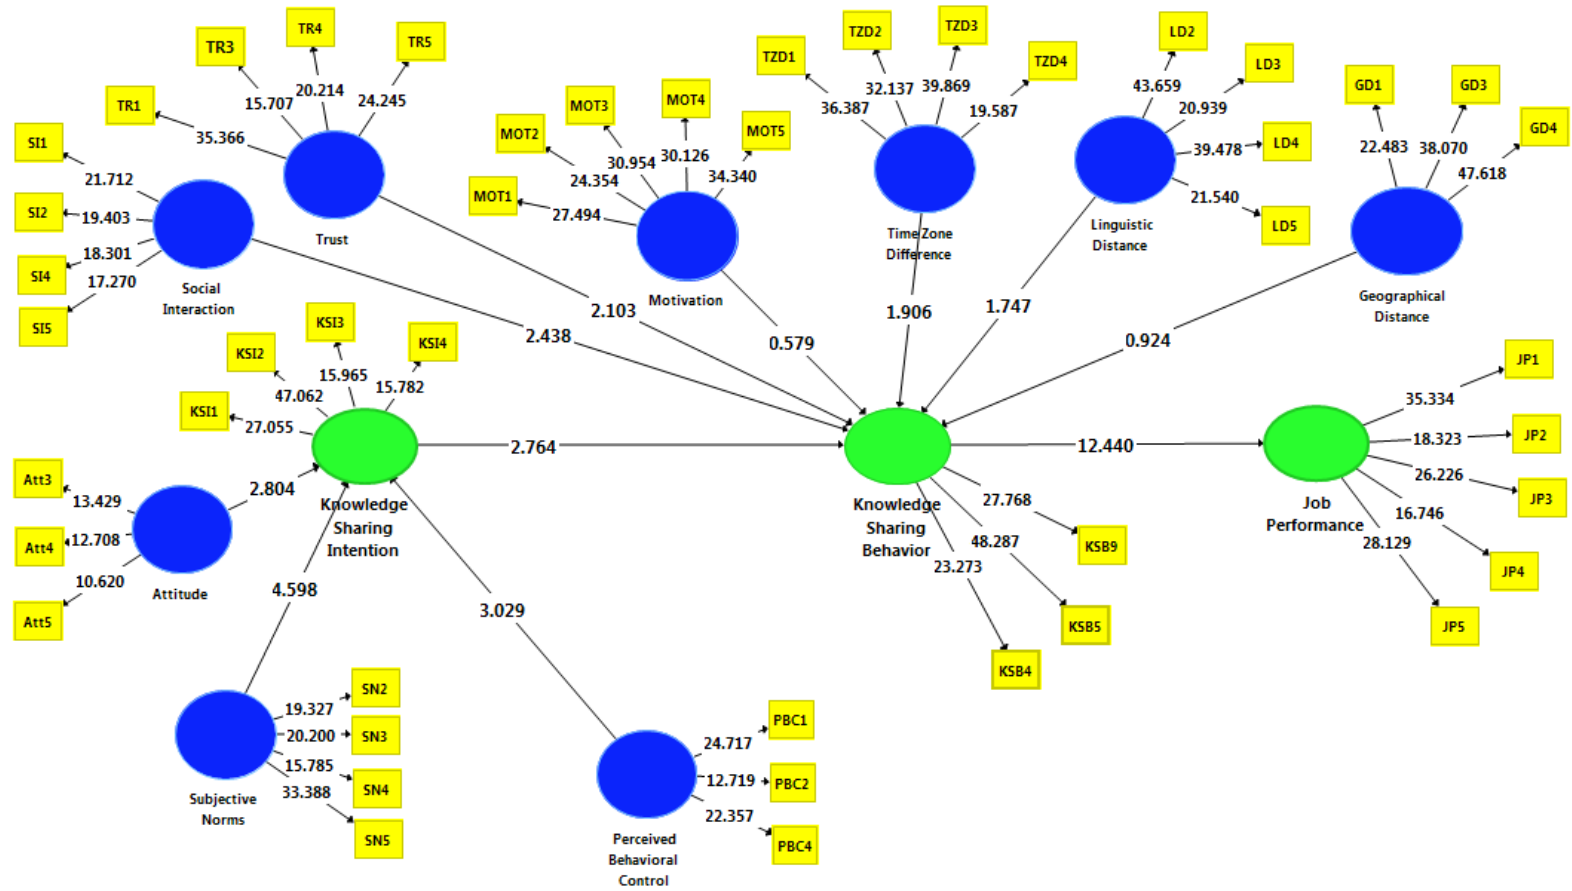 TR4
TR3
TR5
20.214
15.707
24.245
TR1
35.366
Trust
SI1
21.712
SI2
19.403
18.301
SI4
17.270
SI5
Social
Interaction
MOT4
MOT3
MOT5
MOT2
30.954
30.126
34.340
24.354
MOT1
27.494
Motivation
TZD3
TZD2
TZD1
TZD4
32.137
39.869
36.387
19.587
Time Zone
Difference
LD2
LD3
43.659
20.939
39.478
LD4
21.540
LD5
Linguistic
Distance
GD1
GD3
GD4
22.483
38.070
47.618
Geographical
Distance
2.103
2.438
0.579
1.906
1.747
0.924
KSI3
KSI4
KSI2
15.965
15.782
47.062
KSI1
27.055
Knowledge
Sharing
Intention
2.764
Knowledge
Sharing
Behavior
12.440
27.768
KSB9
48.287
23.273
KSB5
KSB4
JP1
35.334
18.323
JP2
26.226
JP3
16.746
28.129
JP4
JP5
Job
Performance
Att3
13.429
Att4
12.708
10.620
Att5
Attitude
2.804
4.598
3.029
SN2
19.327
20.200
SN3
15.785
SN4
33.388
SN5
Subjective
Norms
PBC1
24.717
12.719
PBC2
22.357
PBC4
Perceived
Behavioral
Control